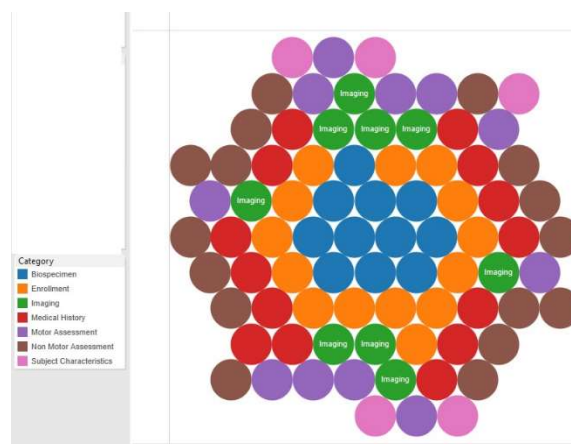 Imaging
Imaging Imaging Imaging
Imaging
Category
Biospecimen
Enrollment
Imaging
Imaging
Medical History
Motor Assessment
Non Motor Assessment
Subject Characteristics
Imaging Imaging
Imaging